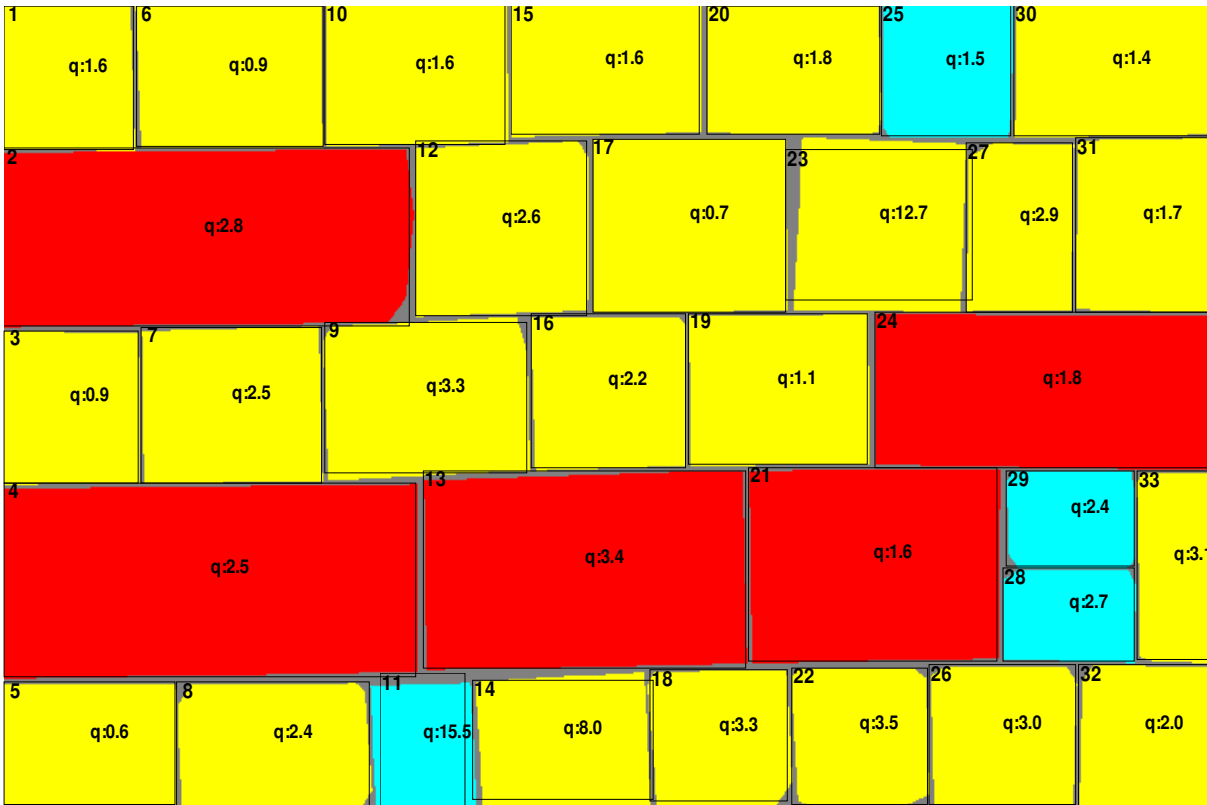 1 6 10 15 20 25 30
q:1.6 q:0.9 q:1.6 q:1.6 q:1.8 q:1.5 q:1.4
2 12 17 23 27 31
q:2.8 q:2.6 q:0.7 q:12.7 q:2.9 q:1.7
3 7 9 16 19 24
q:0.9 q:2.5 q:3.3 q:2.2 q:1.1 q:1.8
4 13 21 29 33
q:2.4
q:2.5 q:3.4 q:1.6 q:3.1
28
q:2.7
5 8 11 14 18 22 26 32
q:0.6 q:2.4 q:15.5 q:8.0 q:3.3 q:3.5 q:3.0 q:2.0